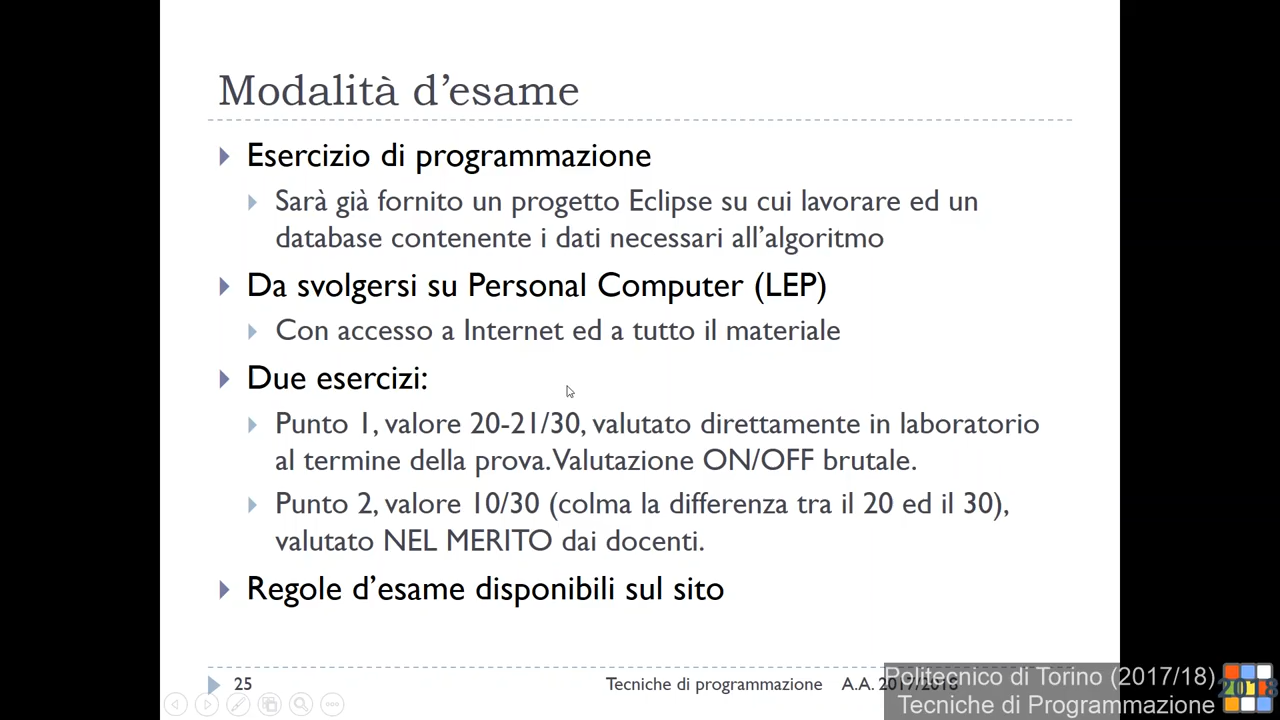 Modalità d’esame
Esercizio di programmazione
Sarà già fornito un progetto Eclipse su cui lavorare ed un
database contenente i dati necessari all’algoritmo
Da svolgersi su Personal Computer (LEP)
Con accesso a Internet ed a tutto il materiale
Due esercizi:
Punto 1, valore 20-21/30, valutato direttamente in laboratorio
al termine della prova. Valutazione ON/OFF brutale.
Punto 2, valore 10/30 (colma la differenza tra il 20 ed il 30),
valutato NEL MERITO dai docenti.
Regole d’esame disponibili sul sito
25
Tecniche di programmazione A.A. 2017/2018
Politecnico di Torino (2017/18)
Tecniche di Programmazione
2018